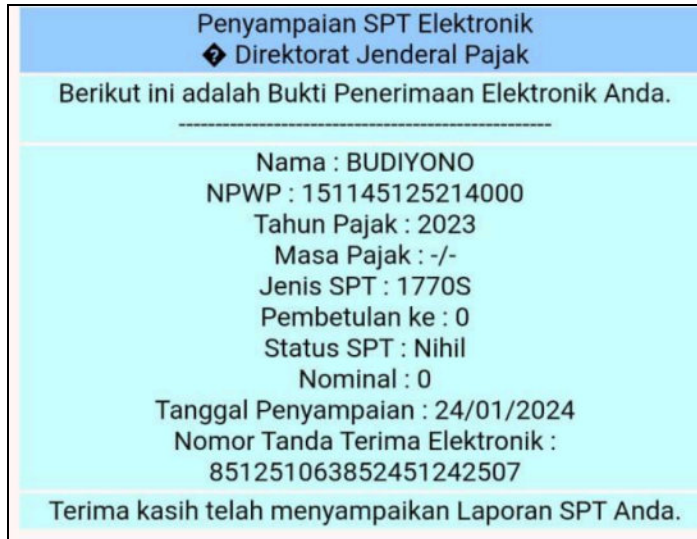 Penyampaian SPT Elektronik
� Direktorat Jenderal Pajak
Berikut ini adalah Bukti Penerimaan Elektronik Anda.
--------------------------------------------------
Nama : BUDIYONO
NPWP : 151145125214000
Tahun Pajak : 2023
Masa Pajak : -/-
Jenis SPT : 1770S
Pembetulan ke : 0
Status SPT : Nihil
Nominal : 0
Tanggal Penyampaian : 24/01/2024
Nomor Tanda Terima Elektronik :
851251063852451242507
Terima kasih telah menyampaikan Laporan SPT Anda.